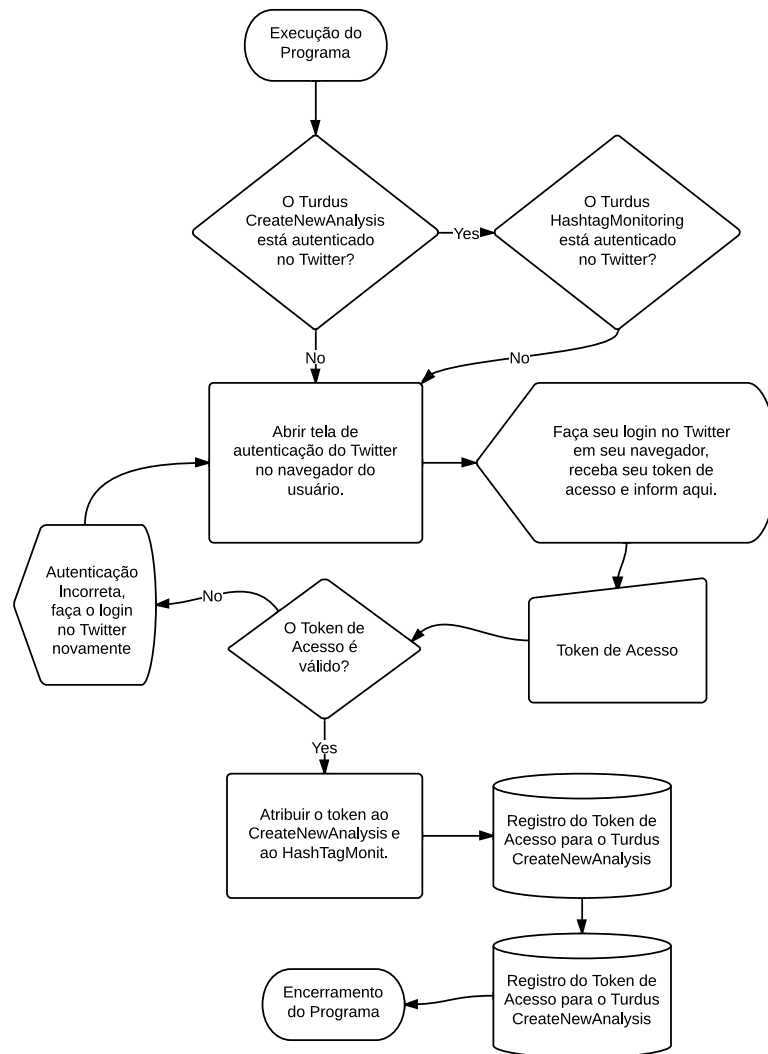 Execução do
Programa
O Turdus
CreateNewAnalysis
está autenticado
no Twitter?
Yes
O Turdus
HashtagMonitoring
está autenticado
no Twitter?
No
No
Abrir tela de
autenticação do Twitter
no navegador do
usuário.
Faça seu login no Twitter
em seu navegador,
receba seu token de
acesso e inform aqui.
Autenticação
Incorreta,
faça o login
no Twitter
novamente
No
O Token de
Acesso é
válido?
Token de Acesso
Yes
Atribuir o token ao
CreateNewAnalysis e
ao HashTagMonit.
Registro do Token de
Acesso para o Turdus
CreateNewAnalysis
Encerramento
do Programa
Registro do Token de
Acesso para o Turdus
CreateNewAnalysis